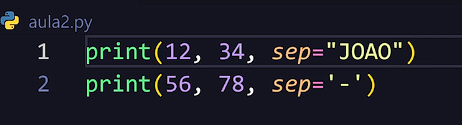 aula2.py
1 print(12, 34, sep="JOAO")
2 print(56, 78, sep='-')